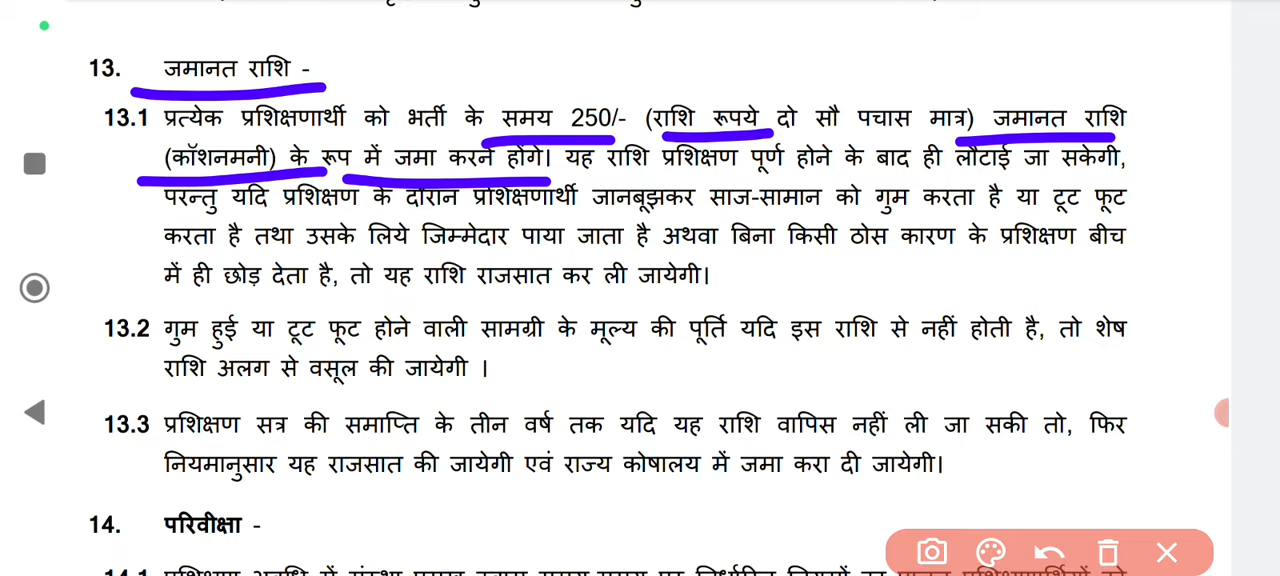 13. जमानत राशि -
13.1 प्रत्येक प्रशिक्षणार्थी को भर्ती के समय 250/- (राशि रूपये दो सौ पचास मात्र) जमानत राशि
(कॉशनमनी) के रूप में जमा करने होंगे। यह राशि प्रशिक्षण पूर्ण होने के बाद ही लौटाई जा सकेगी,
परन्तु यदि प्रशिक्षण के दौरान प्रशिक्षणार्थी जानबूझकर साज-सामान को गुम करता है या टूट फूट
करता है तथा उसके लिये जिम्मेदार पाया जाता है अथवा बिना किसी ठोस कारण के प्रशिक्षण बीच
में ही छोड़ देता है, तो यह राशि राजसात कर ली जायेगी।
13.2 गुम हुई या टूट फूट होने वाली सामग्री के मूल्य की पूर्ति यदि इस राशि से नहीं होती है, तो शेष
राशि अलग से वसूल की जायेगी ।
13.3 प्रशिक्षण सत्र की समाप्ति के तीन वर्ष तक यदि यह राशि वापिस नहीं ली जा सकी तो, फिर
नियमानुसार यह राजसात की जायेगी एवं राज्य कोषालय में जमा करा दी जायेगी।
14. परिवीक्षा -
14.1